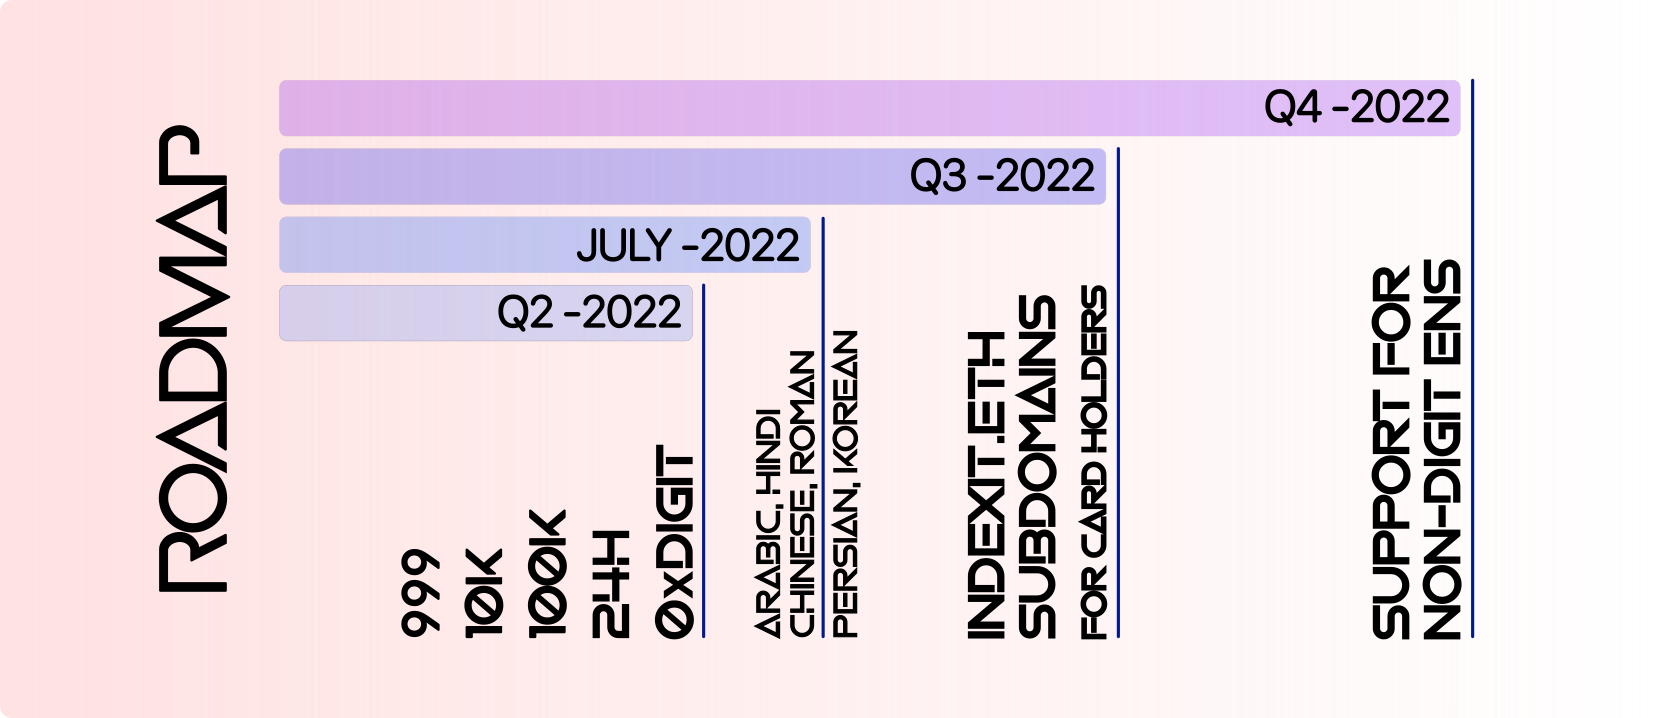 ROADMAP
Q4 -2022
Q3 -2022
JULY -2022
Q2 -2022
999
10K
100K
24H
0xDIGIT
ARABIC, HINDI
CHINESE, ROMAN
PERSIAN, KOREAN
INDEXIT.ETH
SUBDOMAINS
FOR CARD HOLDERS
SUPPORT FOR
NON-DIGIT ENS